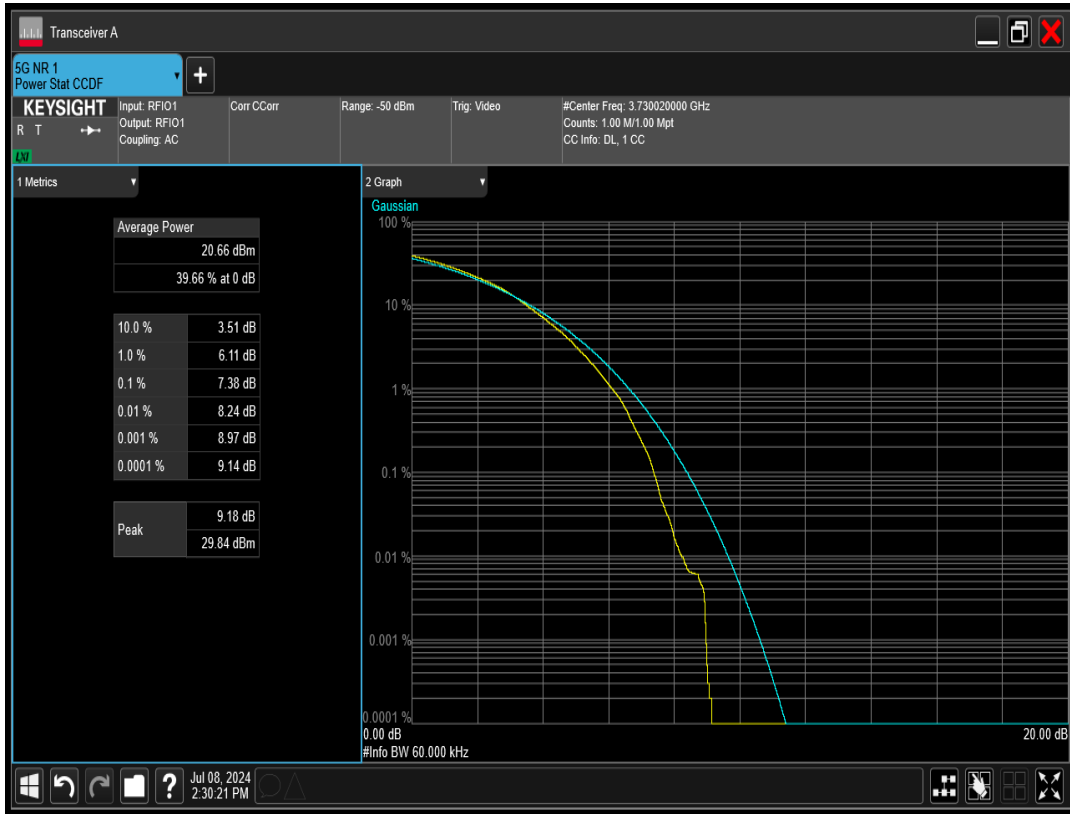 Transceiver A
5G NR 1
Power Stat CCDF
+
KEYSIGHT
R T
LXI
Input: RFIO1
Output: RFIO1
Coupling: AC
Corr CCorr
Range: -50 dBm
Trig: Video
#Center Freq: 3.730020000 GHz
Counts: 1.00 M/1.00 Mpt
CC Info: DL, 1 CC
1 Metrics
Average Power
20.66 dBm
39.66 % at 0 dB
10.0 % 3.51 dB
1.0 % 6.11 dB
0.1 % 7.38 dB
0.01 % 8.24 dB
0.001 % 8.97 dB
0.0001 % 9.14 dB
Peak
9.18 dB
29.84 dBm
2 Graph
Gaussian
100 %
10 %
1 %
0.1 %
0.01 %
0.001 %
0.0001 %
0.00 dB
20.00 dB
#Info BW 60.000 kHz
?
Jul 08, 2024
2:30:21 PM